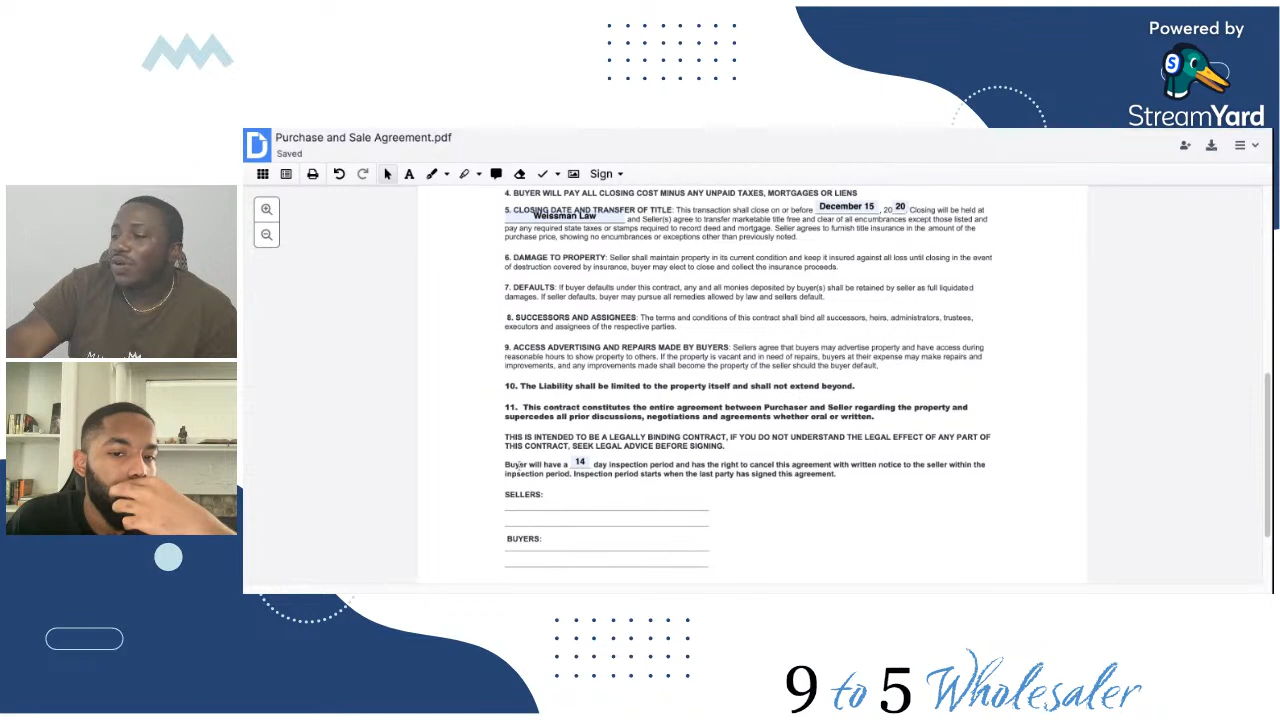 Powered by
StreamYard
Purchase and Sale Agreement.pdf
Saved
Sign
4. BUYER WILL PAY ALL CLOSING COST MINUS ANY UNPAID TAXES, MORTGAGES OR LIENS
5. CLOSING DATE AND TRANSFER OF TITLE: This transaction shall close on or before December 15, 2020 Closing will be held at
Weissman Law and Seller(s) agree to transfer marketable title free and clear of all encumbrances except those listed and
pay any required state taxes or stamps required to record deed and mortgage. Seller agrees to furnish title insurance in the amount of the
purchase price, showing no encumbrances or exceptions other than previously noted.
6. DAMAGE TO PROPERTY: Seller shall maintain property in its current condition and keep it insured against all loss until closing in the event
of destruction covered by insurance, buyer may elect to close and collect the insurance proceeds.
7. DEFAULTS: If buyer defaults under this contract, any and all monies deposited by buyer(s) shall be retained by seller as full liquidated
damages. If seller defaults, buyer may pursue all remedies allowed by law and sellers default.
8. SUCCESSORS AND ASSIGNEES: The terms and conditions of this contract shall bind all successors, heirs, administrators, trustees,
executors and assignees of the respective parties.
9. ACCESS ADVERTISING AND REPAIRS MADE BY BUYERS: Sellers agree that buyers may advertise property and have access during
reasonable hours to show property to others. If the property is vacant and in need of repairs, buyers at their expense may make repairs and
improvements, and any improvements made shall become the property of the seller should the buyer default,
10. The Liability shall be limited to the property itself and shall not extend beyond.
11. This contract constitutes the entire agreement between Purchaser and Seller regarding the property and
supercedes all prior discussions, negotiations and agreements whether oral or written.
THIS IS INTENDED TO BE A LEGALLY BINDING CONTRACT, IF YOU DO NOT UNDERSTAND THE LEGAL EFFECT OF ANY PART OF
THIS CONTRACT, SEEK LEGAL ADVICE BEFORE SIGNING.
Buyer will have a 14 day inspection period and has the right to cancel this agreement with written notice to the seller within the
inpsection period. Inspection period starts when the last party has signed this agreement.
SELLERS:
BUYERS:
9 to 5 Wholesaler